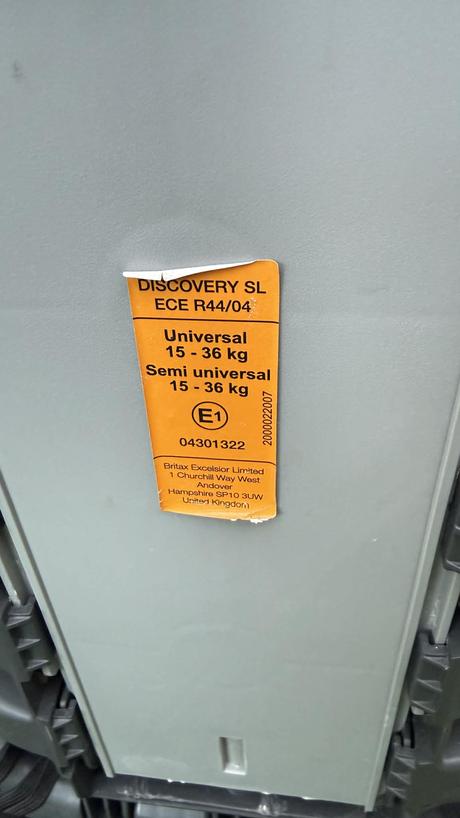 DISCOVERY SL
ECE R44/04
Universal
15 - 36 kg
Semi universal
15 - 36 kg
E1
04301322
2000022007
Britax Excelsior Limited
1 Churchill Way West
Andover
Hampshire SP10 3UW
United Kingdom